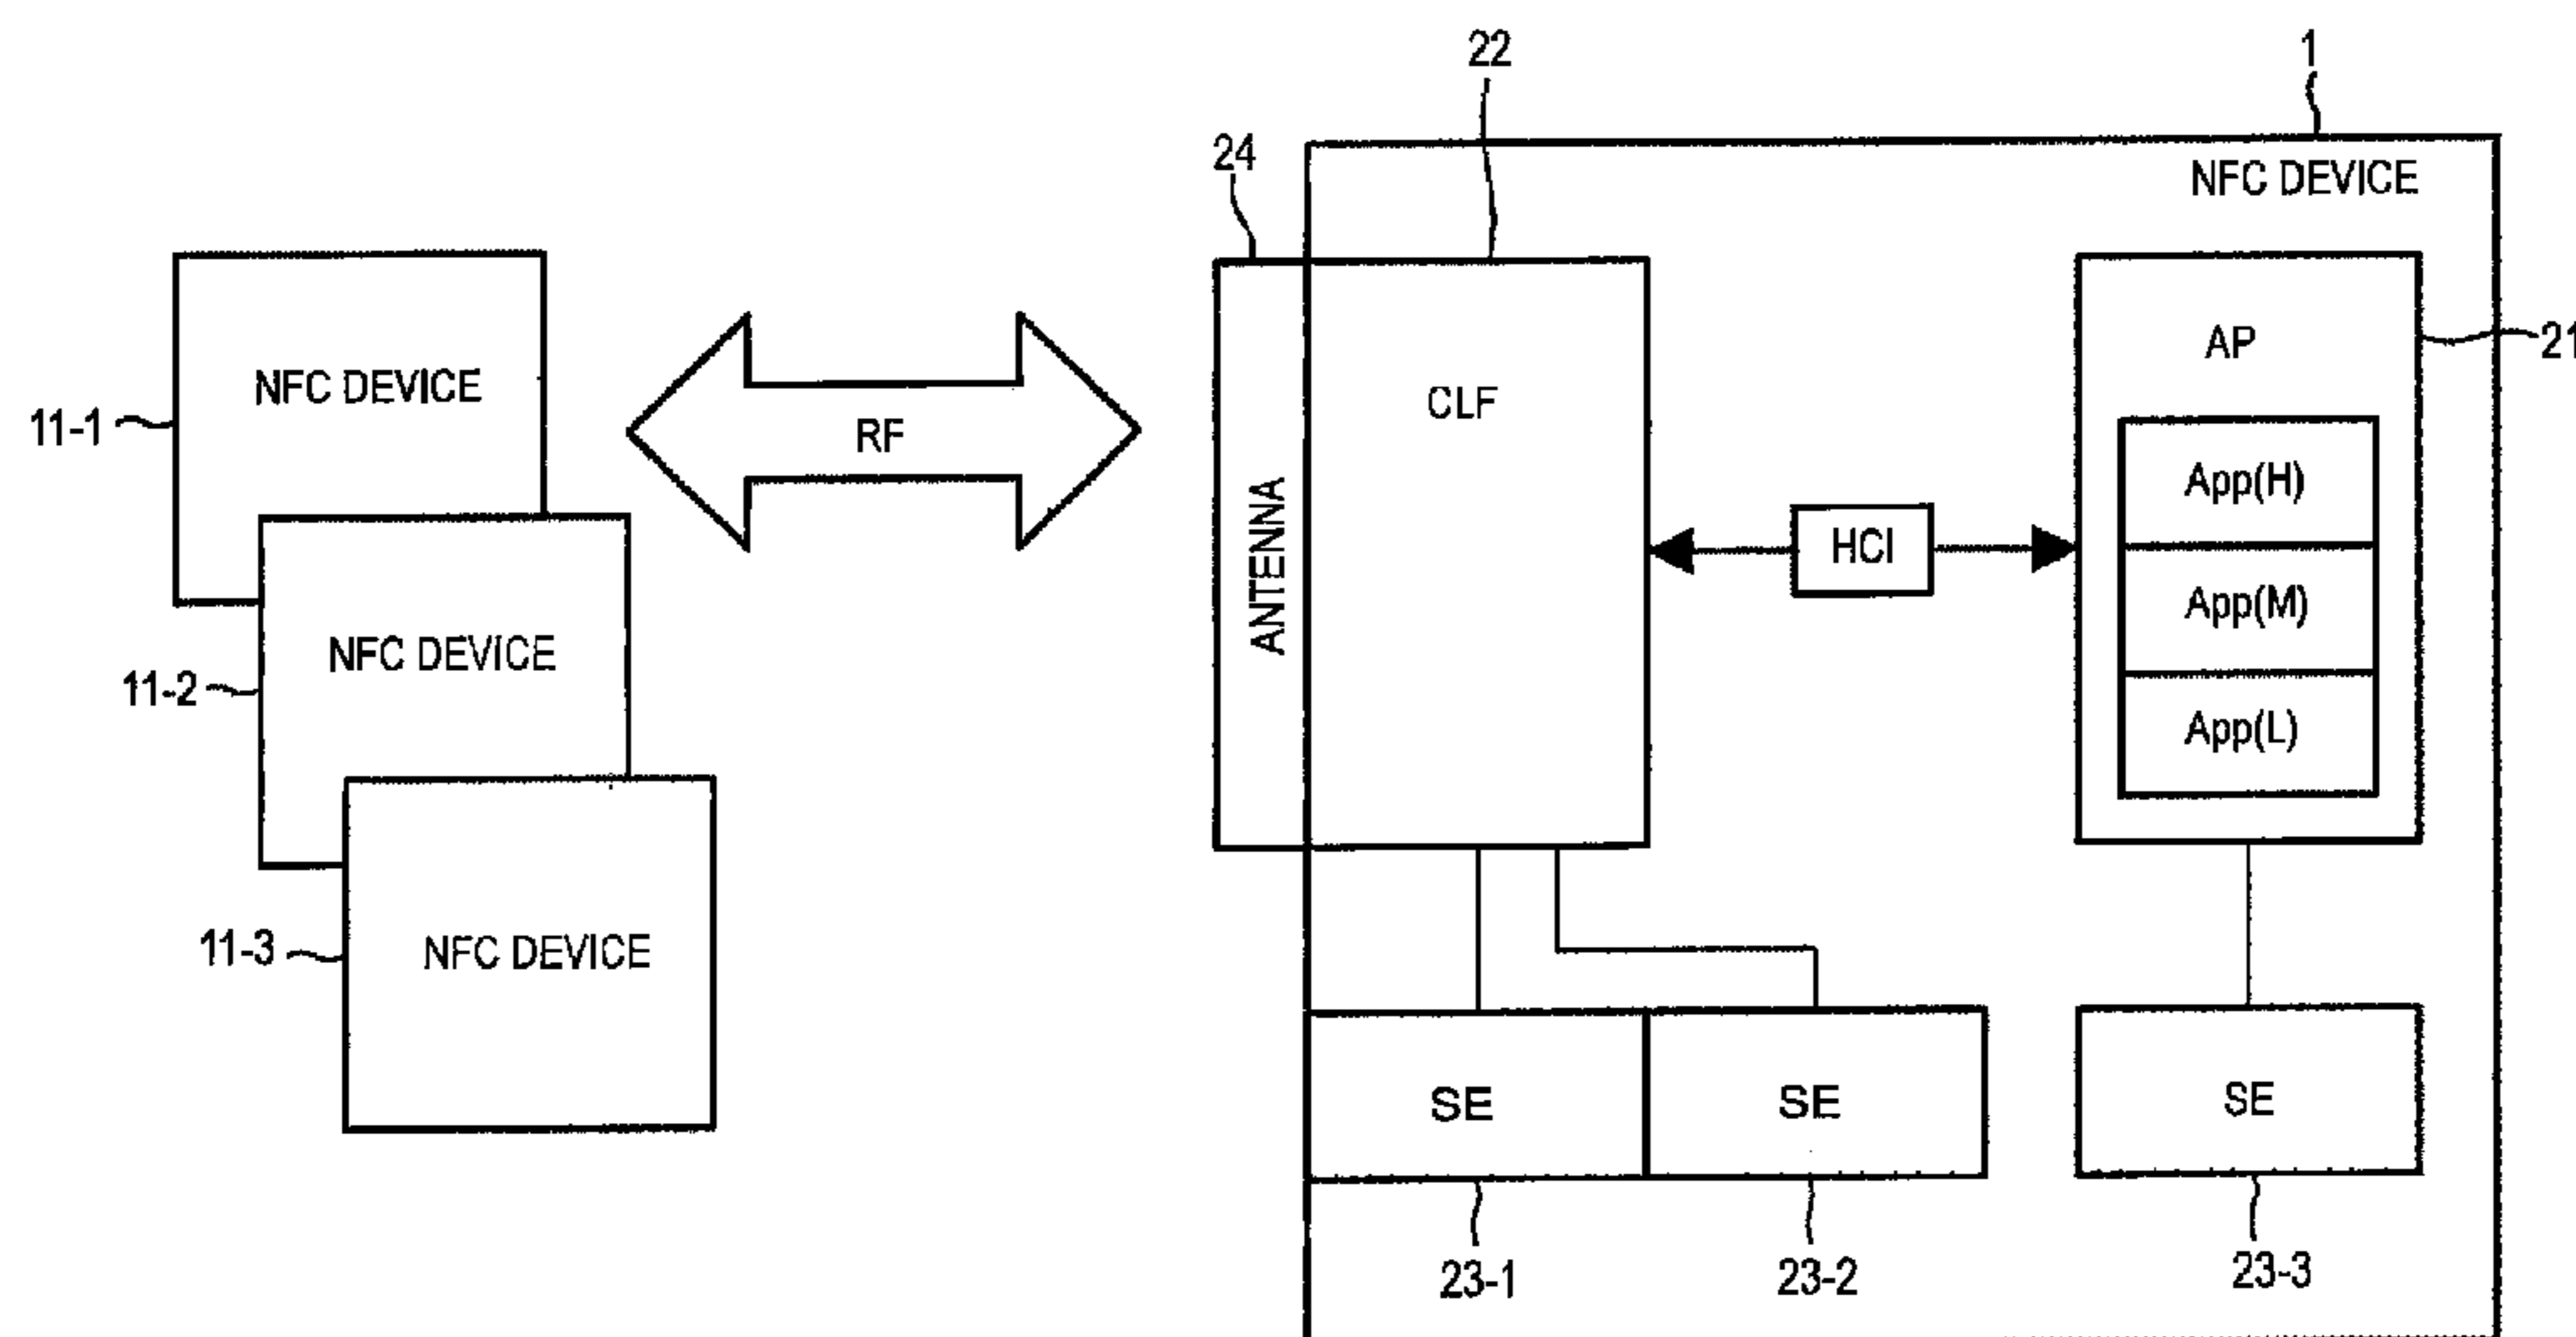 22
1
24
NFC DEVICE
NFC DEVICE
11-1
RF
ANTENNA
CLF
HCI
AP
21
App(H)
App(M)
App(L)
NFC DEVICE
11-2
NFC DEVICE
11-3
SE
SE
SE
23-1
23-2
23-3